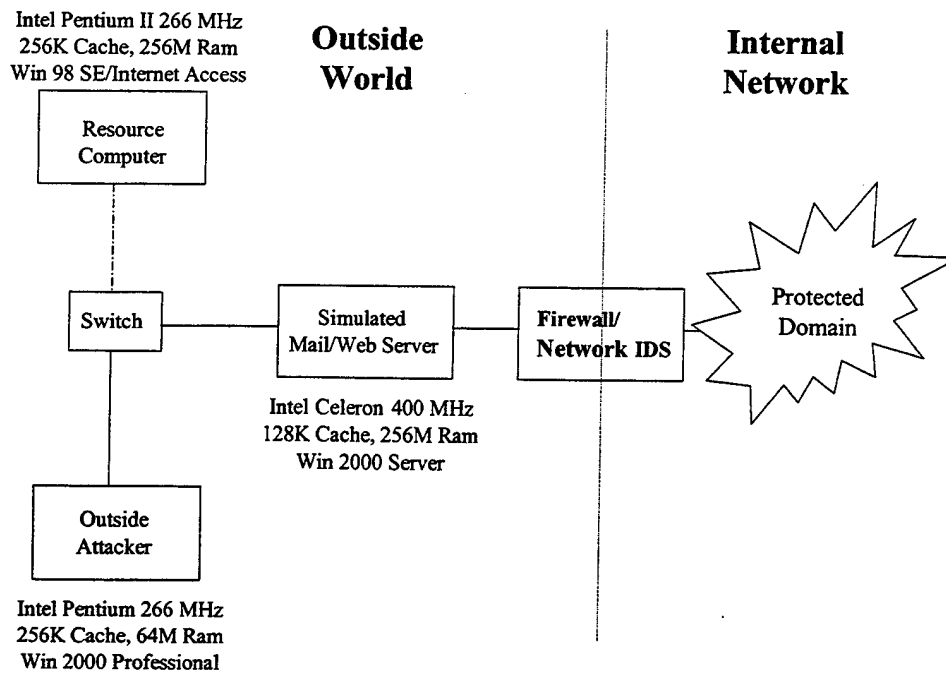 Intel Pentium II 266 MHz
256K Cache, 256M Ram
Win 98 SE/Internet Access
Resource
Computer
Outside
World
Internal
Network
Switch
Simulated
Mail/Web Server
Intel Celeron 400 MHz
128K Cache, 256M Ram
Win 2000 Server
Firewall/
Network IDS
Protected
Domain
Outside
Attacker
Intel Pentium 266 MHz
256K Cache, 64M Ram
Win 2000 Professional